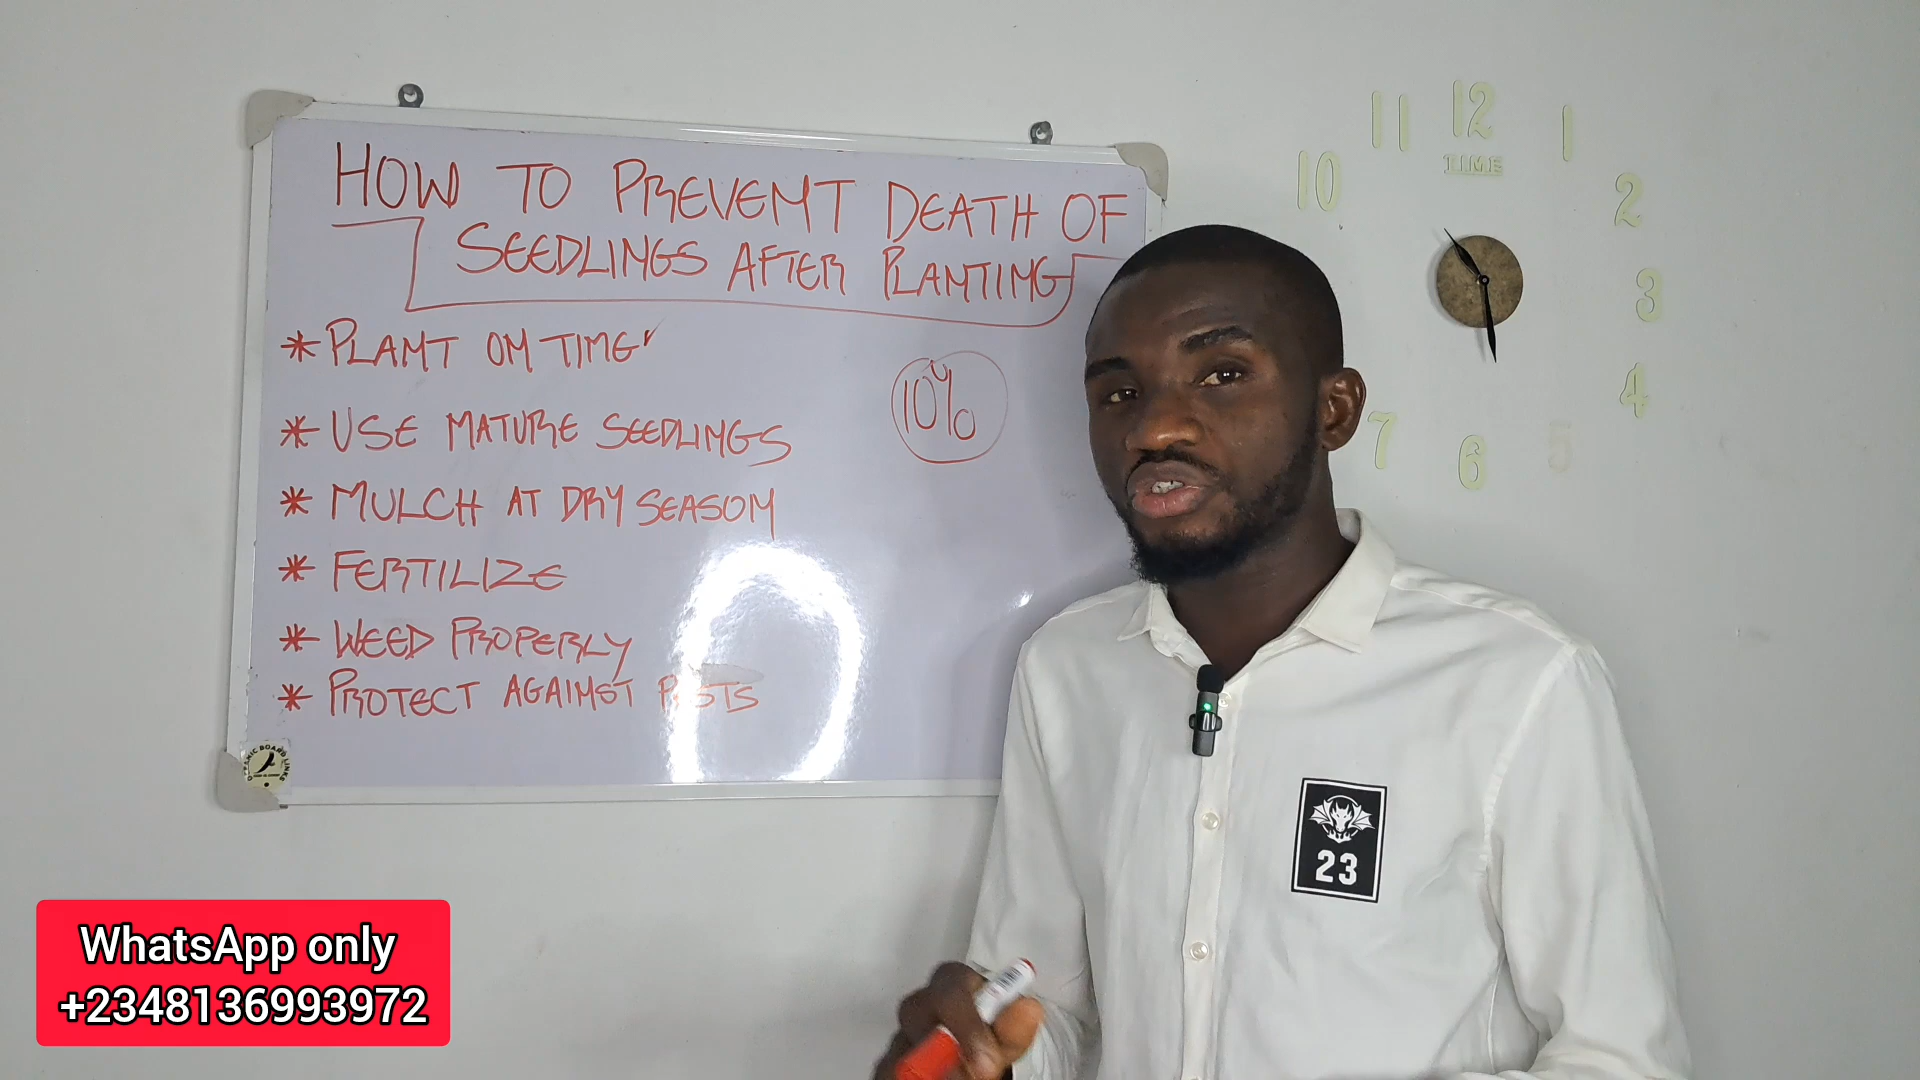 HOW TO PREVENT DEATH OF
SEEDLINGS AFTER PLANTING
* PLANT ON TIME ✓
10%
* USE MATURE SEEDLINGS
* MULCH AT DRY SEASON
* FERTILIZE
* WEED PROPERLY
* PROTECT AGAINST PESTS
11 12 1
TIME
10 2
3
4
7 6 5
23
WhatsApp only
+2348136993972